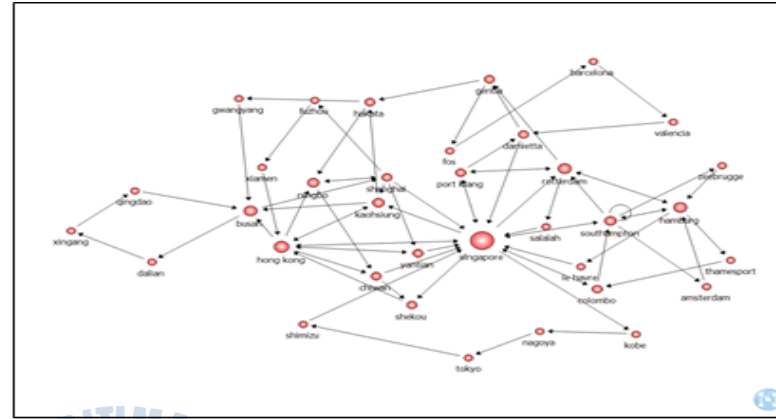 barcelona
genoa
gwangyang
fuzhou
hakata
valencia
damietta
fos
xiamen
shanghai
port klang
rotterdam
zeebrugge
qingdao
ningbo
kaohsiung
busan
hamburg
southampton
xingang
salalah
dalian
hong kong
yantian
singapore
le havre
thamesport
chiwan
colombo
amsterdam
shekou
shimizu
nagoya
kobe
tokyo